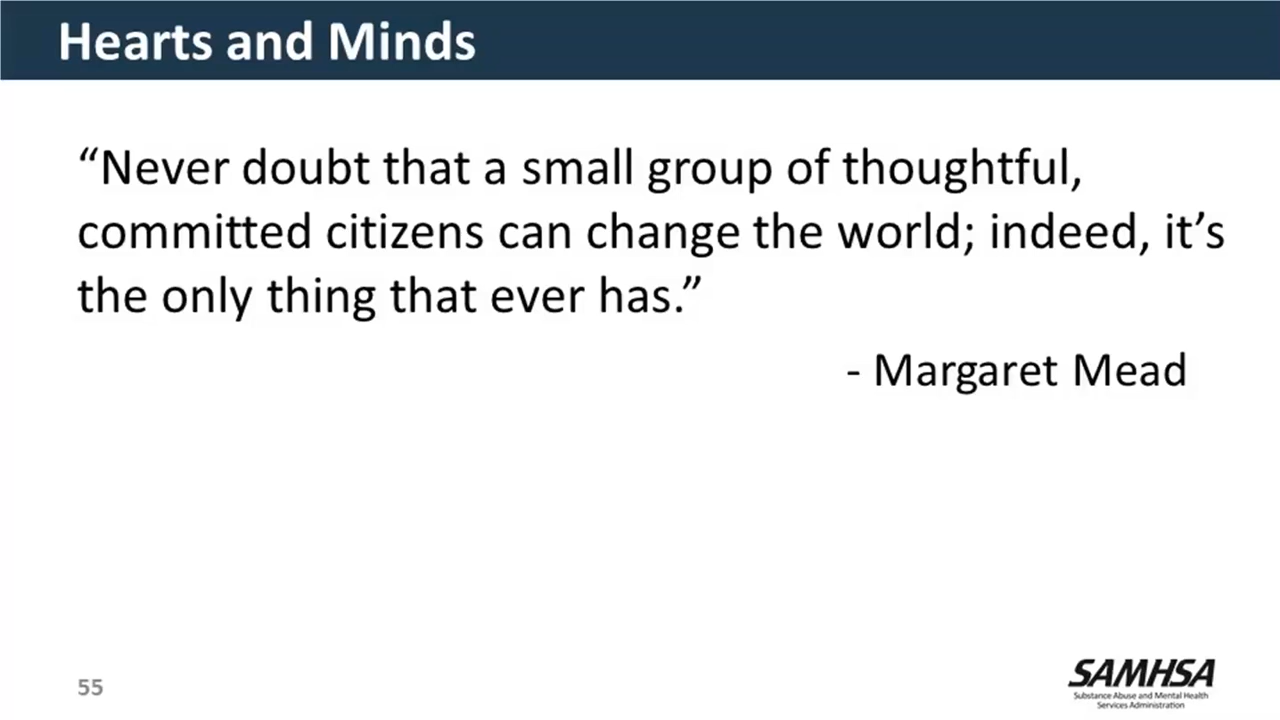 Hearts and Minds
“Never doubt that a small group of thoughtful,
committed citizens can change the world; indeed, it’s
the only thing that ever has.”
- Margaret Mead
55
SAMHSA
Substance Abuse and Mental Health
Services Administration